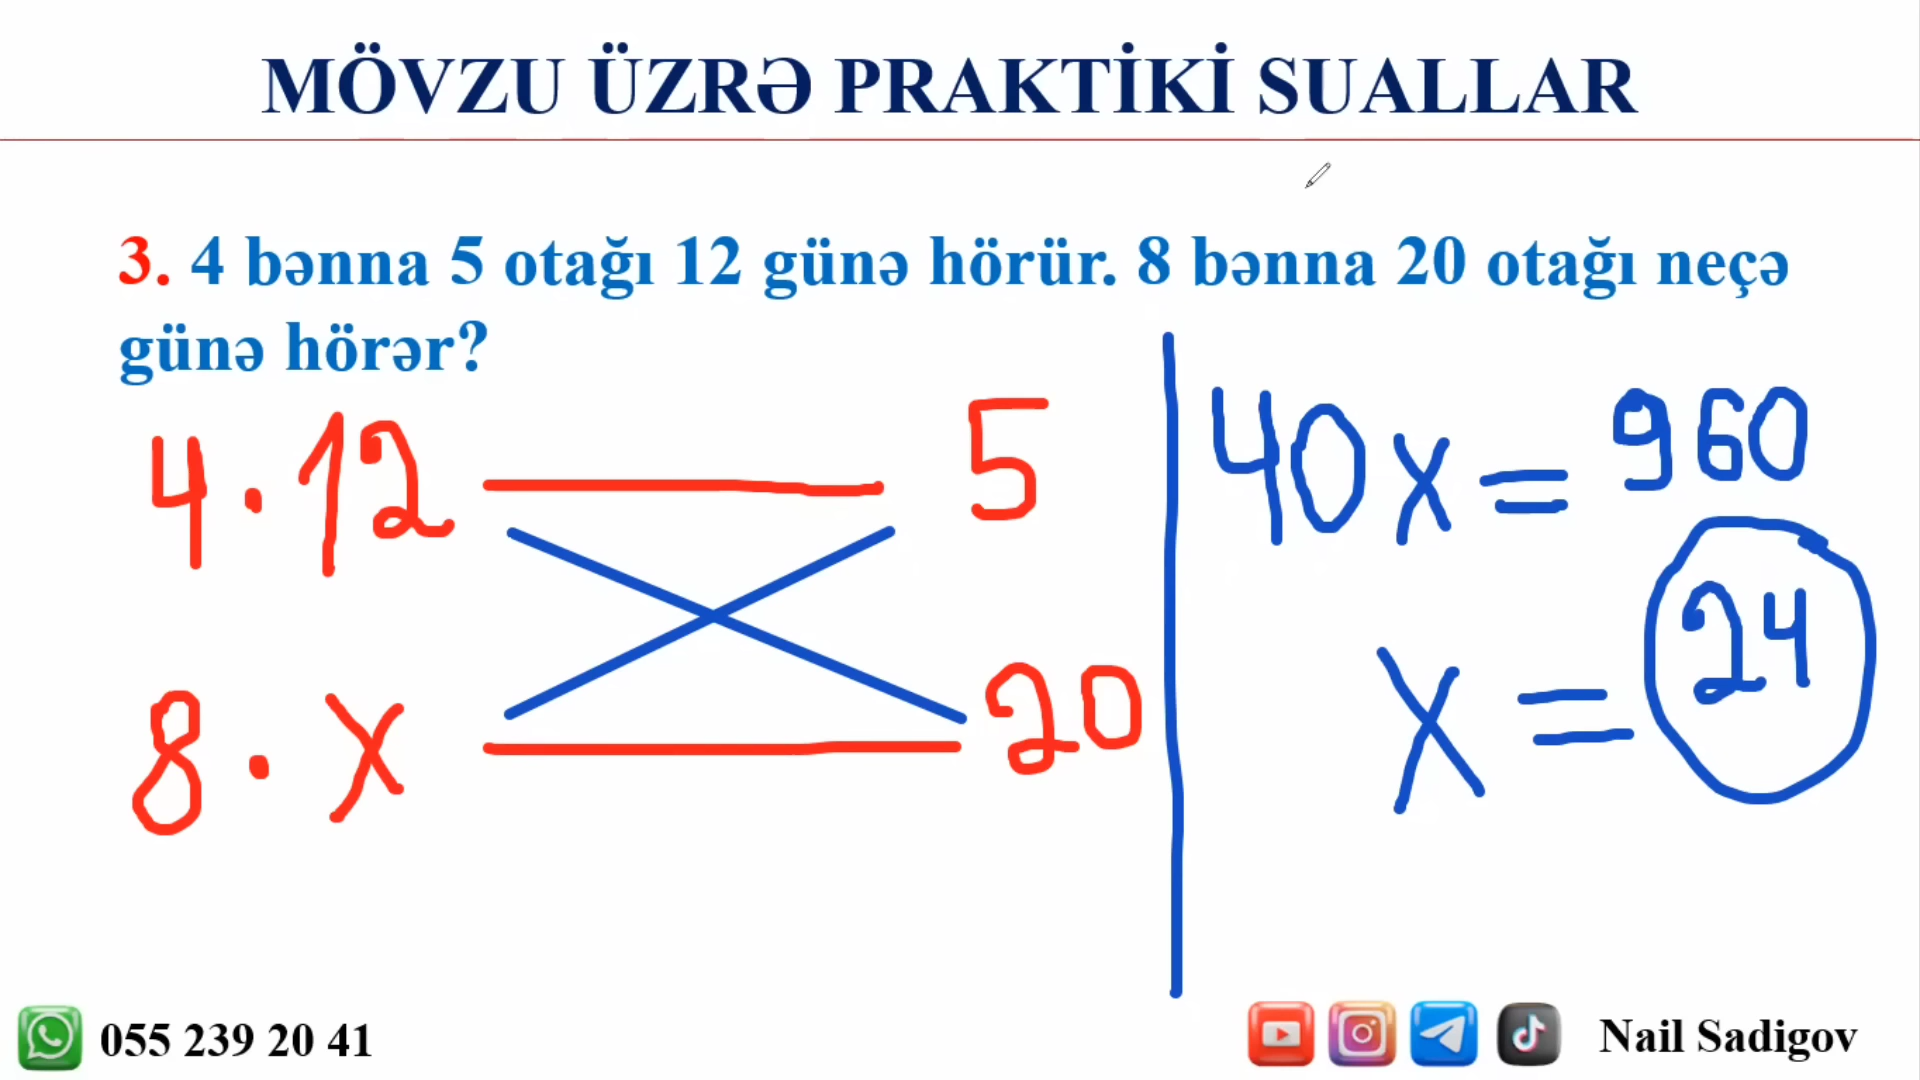 MÖVZU ÜZRƏ PRAKTİKİ SUALLAR
3. 4 bənna 5 otağı 12 günə hörür. 8 bənna 20 otağı neçə
günə hörər?
4 · 12 5
8 · x 20
40x = 960
x = 24
055 239 20 41
Nail Sadigov